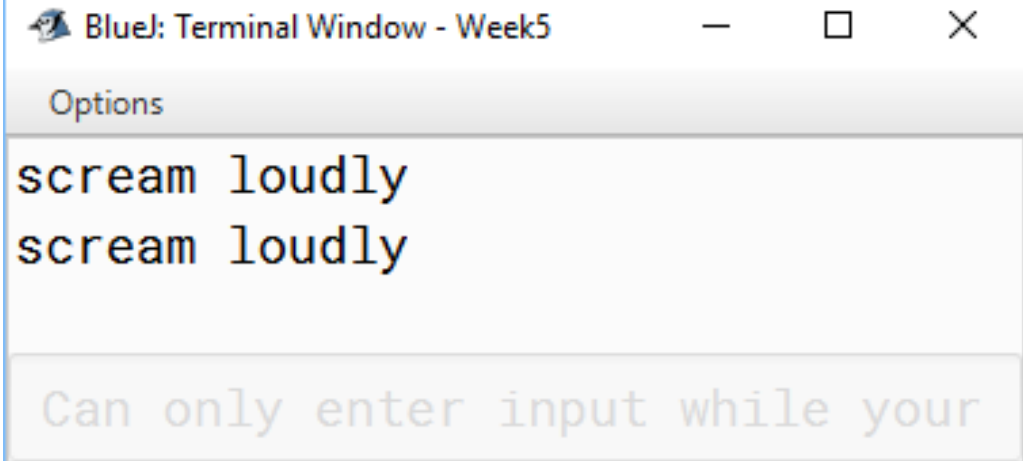 BlueJ: Terminal Window - Week5
Options
scream loudly
scream loudly
Can only enter input while your